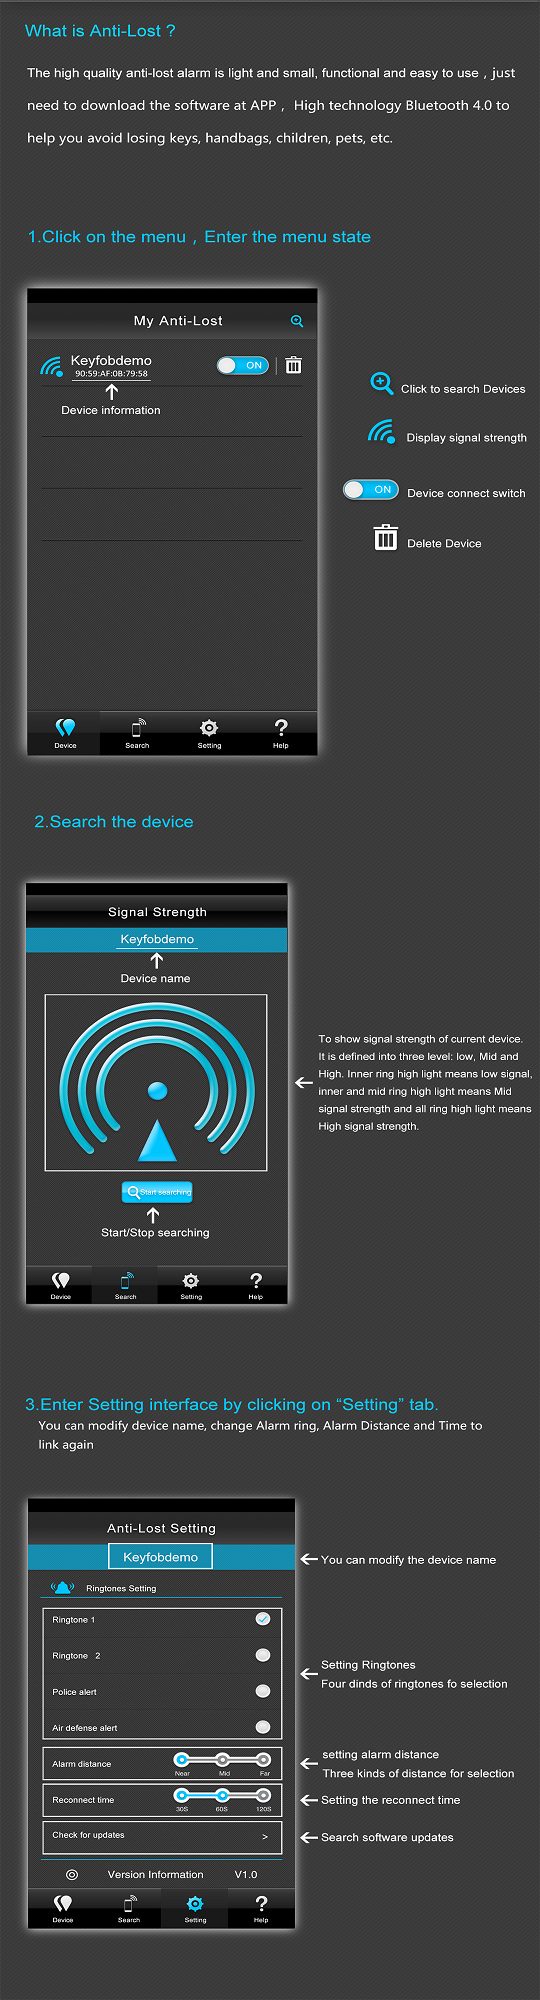 What is Anti-Lost ?
The high quality anti-lost alarm is light and small, functional and easy to use , just
need to download the software at APP , High technology Bluetooth 4.0 to
help you avoid losing keys, handbags, children, pets, etc.
1.Click on the menu , Enter the menu state
My Anti-Lost
Keyfobdemo
90:59:AF:0B:79:58
ON
Device information
Click to search Devices
Display signal strength
ON
Device connect switch
Delete Device
Device
Search
Setting
Help
2.Search the device
Signal Strength
Keyfobdemo
Device name
To show signal strength of current device.
It is defined into three level: low, Mid and
High. Inner ring high light means low signal,
inner and mid ring high light means Mid
signal strength and all ring high light means
High signal strength.
Start searching
Start/Stop searching
Device
Search
Setting
Help
3.Enter Setting interface by clicking on “Setting” tab.
You can modify device name, change Alarm ring, Alarm Distance and Time to
link again
Anti-Lost Setting
Keyfobdemo
You can modify the device name
Ringtones Setting
Ringtone 1
Ringtone 2
Police alert
Air defense alert
Setting Ringtones
Four dinds of ringtones fo selection
Alarm distance
Near
Mid
Far
setting alarm distance
Three kinds of distance for selection
Reconnect time
30S
60S
120S
Setting the reconnect time
Check for updates
>
Search software updates
Version Information V1.0
Device
Search
Setting
Help